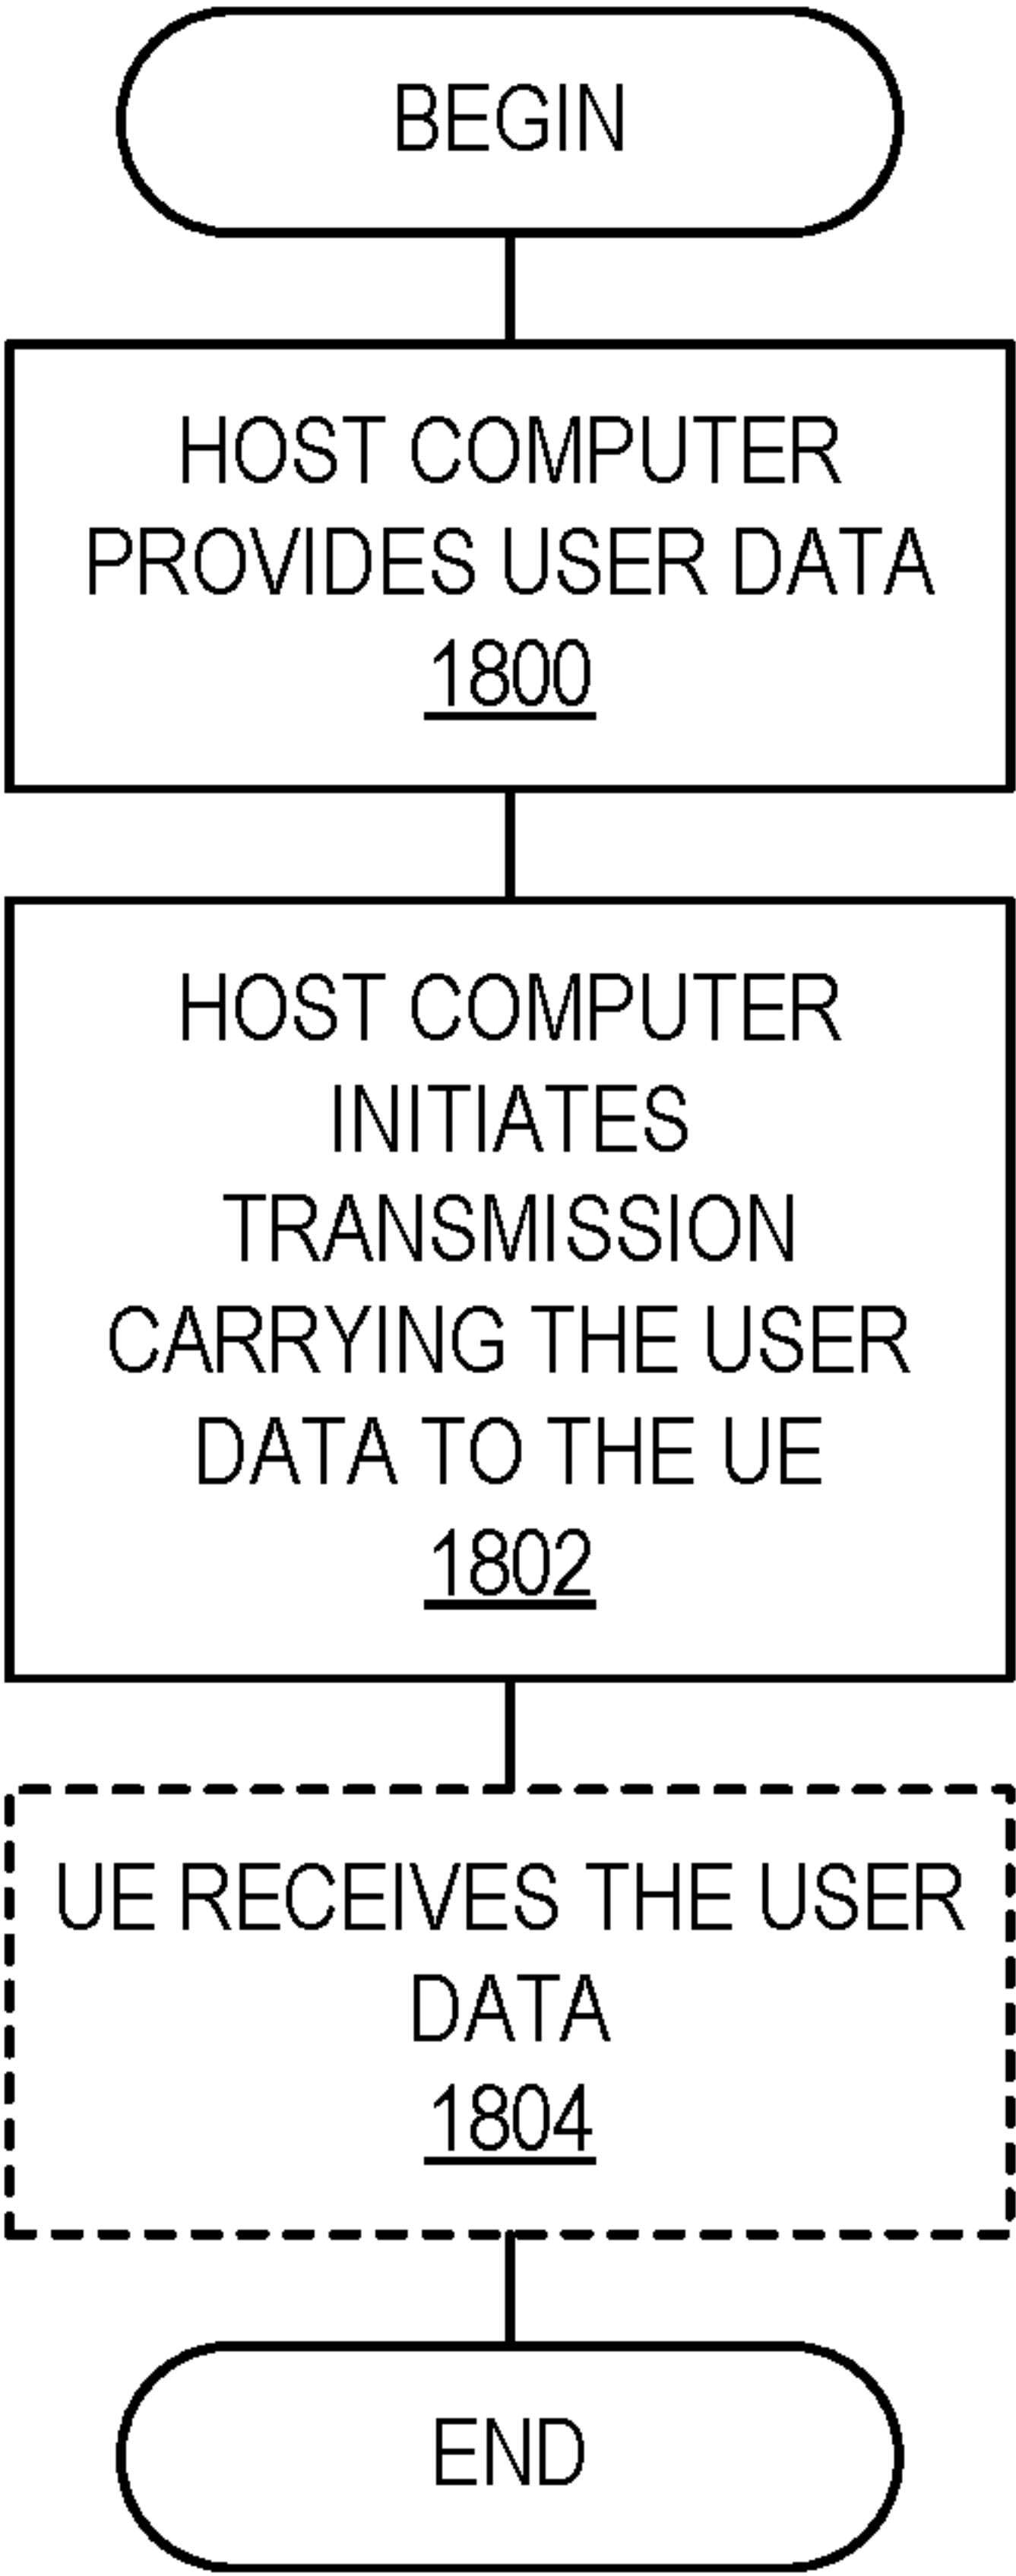 BEGIN
HOST COMPUTER
PROVIDES USER DATA
1800
HOST COMPUTER
INITIATES
TRANSMISSION
CARRYING THE USER
DATA TO THE UE
1802
UE RECEIVES THE USER
DATA
1804
END